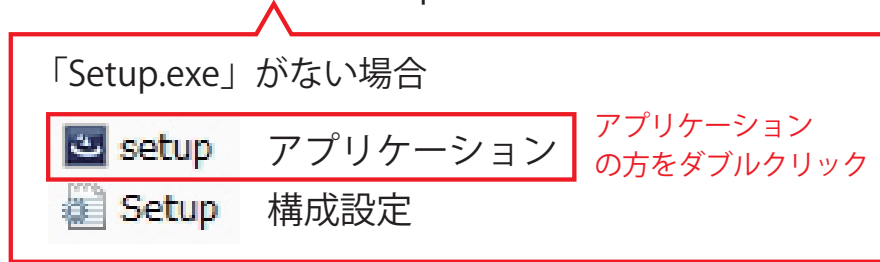 「Setup.exe」がない場合
setup アプリケーション
アプリケーション
の方をダブルクリック
Setup 構成設定